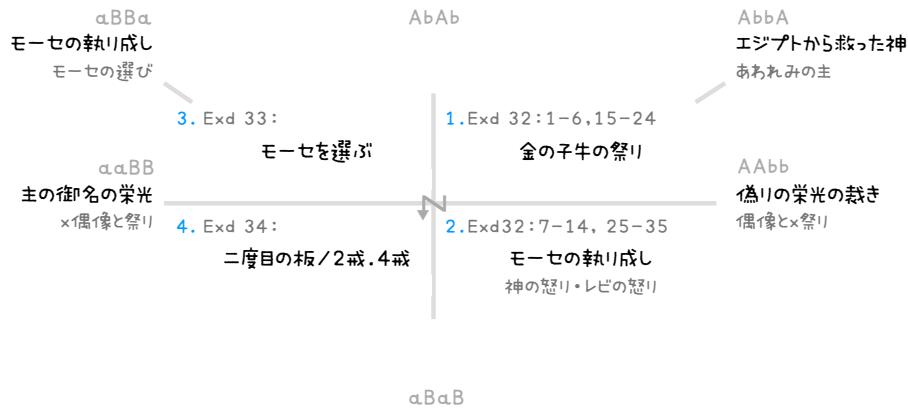 aBBa
AbAb
AbbA
モーセの執り成し
エジプトから救った神
モーセの選び
あわれみの主
3. Exd 33:
1.Exd 32:1-6,15-24
モーセを選ぶ
金の子牛の祭り
aaBB
AAbb
主の御名の栄光
偽りの栄光の裁き
×偶像と祭り
4. Exd 34:
2.Exd32:7-14, 25-35
偶像と×祭り
二度目の板/2戒.4戒
モーセの執り成し
神の怒り・レビの怒り
aBaB